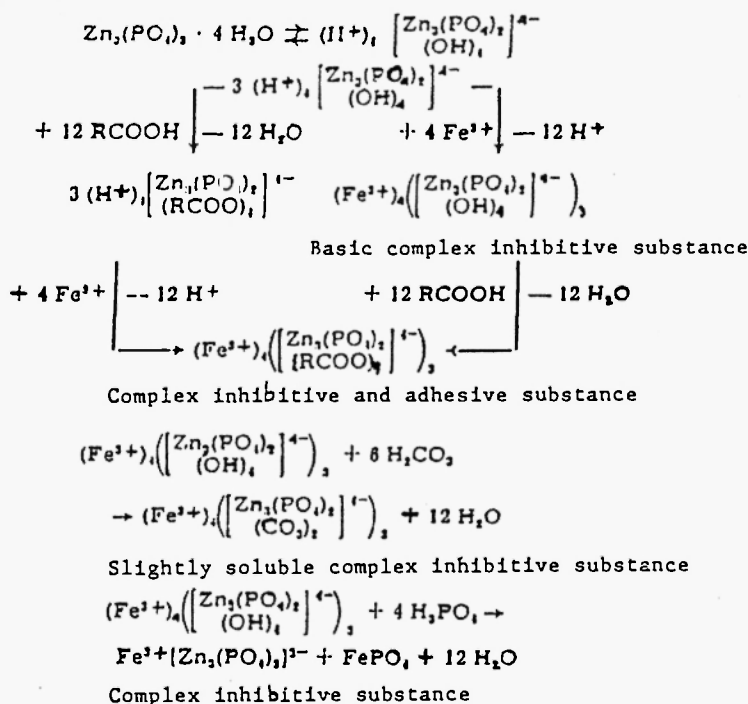 Zn₃(PO₄)₂ · 4 H₂O ⇄ (H+)₄ [Zn₃(PO₄)₂ (OH)₄]⁴⁻
— 3 (H+)₄ [Zn₃(PO₄)₂ (OH)₄]⁴⁻ —
+ 12 RCOOH — 12 H₂O + 4 Fe³+ — 12 H+
3 (H+)₄ [Zn₃(PO₄)₂ (RCOO)₄]⁴⁻ (Fe³+)₄([Zn₃(PO₄)₂ (OH)₄]⁴⁻)₃
Basic complex inhibitive substance
+ 4 Fe³+ -- 12 H+ + 12 RCOOH — 12 H₂O
(Fe³+)₄([Zn₃(PO₄)₂ (RCOO)₄]⁴⁻)₃
Complex inhibitive and adhesive substance
(Fe³+)₄([Zn₃(PO₄)₂ (OH)₄]⁴⁻)₃ + 6 H₂CO₃
→ (Fe³+)₄([Zn₃(PO₄)₂ (CO₃)₂]⁴⁻)₃ + 12 H₂O
Slightly soluble complex inhibitive substance
(Fe³+)₄([Zn₃(PO₄)₂ (OH)₄]⁴⁻)₃ + 4 H₃PO₄ →
Fe³+[Zn₃(PO₄)₃]³⁻ + FePO₄ + 12 H₂O
Complex inhibitive substance